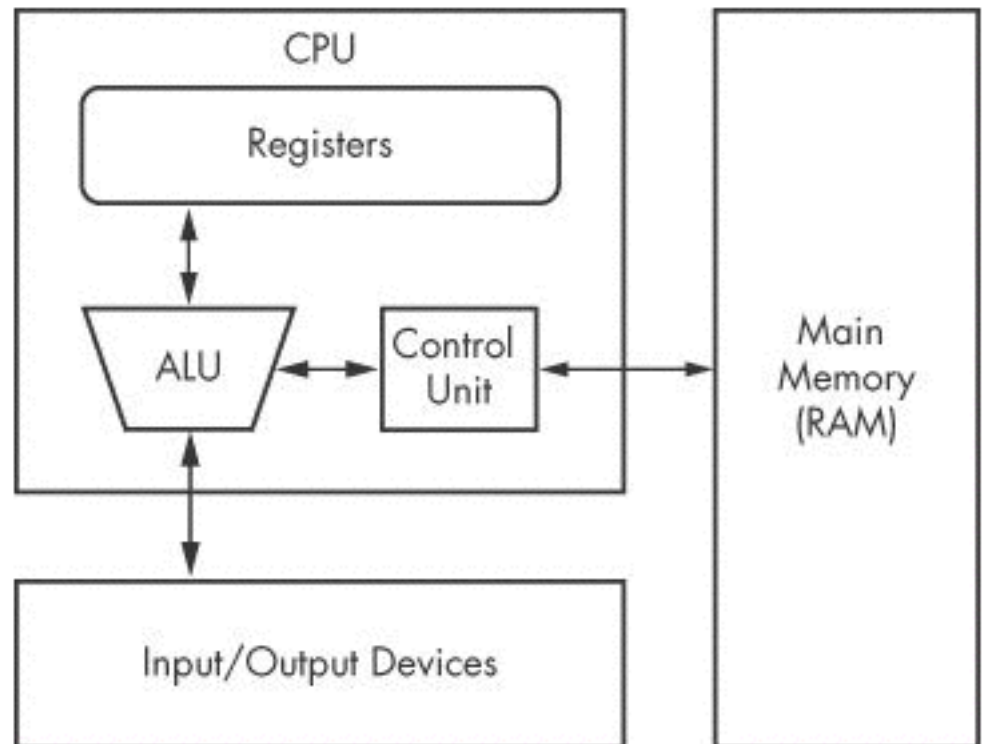 CPU
Registers
ALU
Control
Unit
Main
Memory
(RAM)
Input/Output Devices